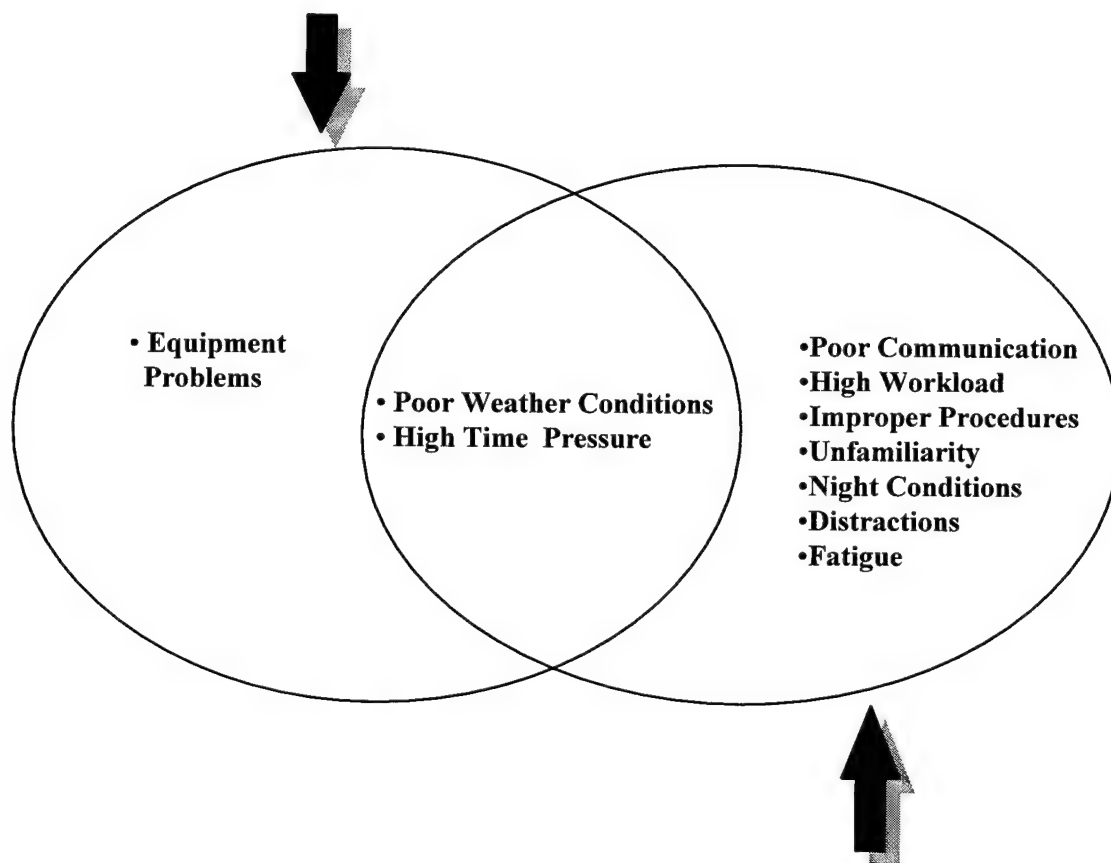 • Equipment
Problems
• Poor Weather Conditions
• High Time Pressure
•Poor Communication
•High Workload
•Improper Procedures
•Unfamiliarity
•Night Conditions
•Distractions
•Fatigue